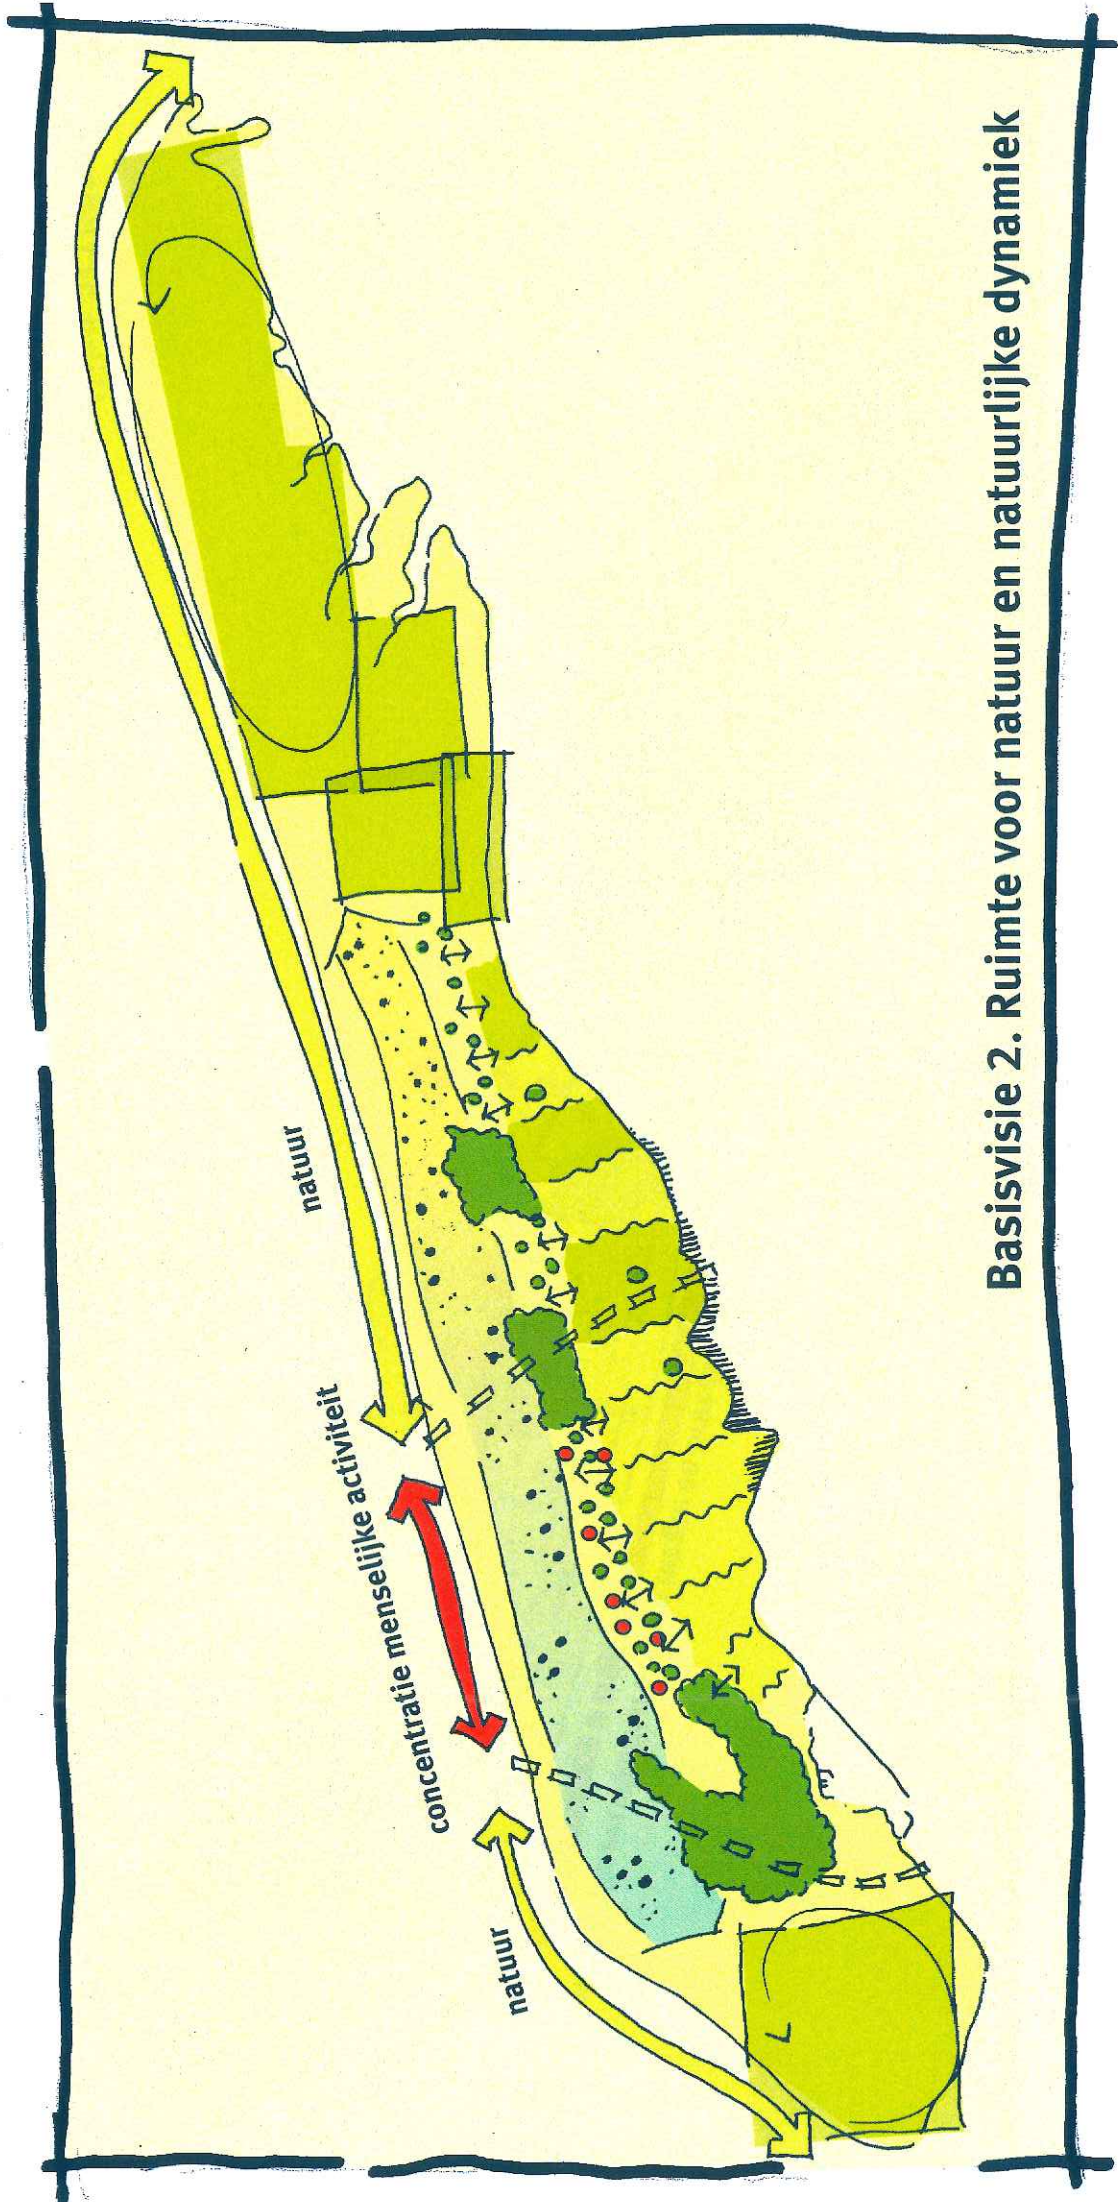 natuur
concentratie menselijke activiteit
natuur
Basisvisie 2. Ruimte voor natuur en natuurlijke dynamiek